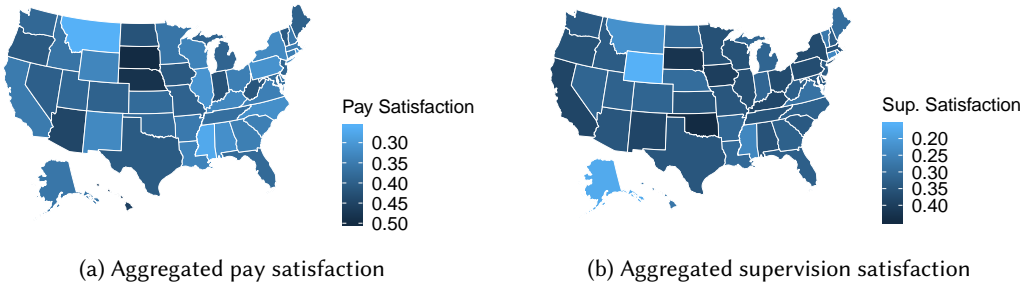 Pay Satisfaction
0.30
0.35
0.40
0.45
0.50
(a) Aggregated pay satisfaction
Sup. Satisfaction
0.20
0.25
0.30
0.35
0.40
(b) Aggregated supervision satisfaction